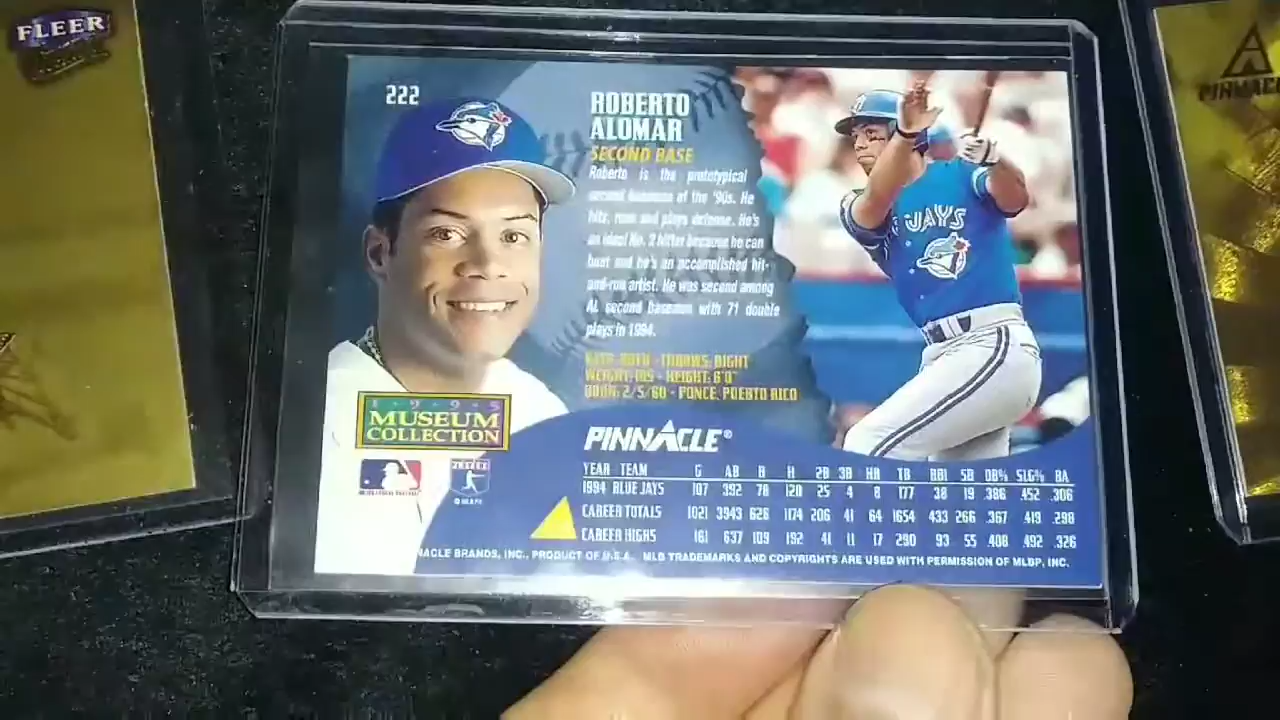 FLEER
222
ROBERTO
ALOMAR
SECOND BASE
Roberto is the prototypical
second baseman of the '90s. He
hits, runs and plays defense. He's
an ideal No. 2 hitter because he can
bunt and he's an accomplished hit-
and-run artist. He was second among
AL second basemen with 71 double
plays in 1994.
BATS: BOTH - THROWS: RIGHT
WEIGHT: 185 - HEIGHT: 6'0"
BORN: 2/5/68 - PONCE, PUERTO RICO
JAYS
1995
MUSEUM
COLLECTION
PINNACLE®
YEAR TEAM G AB R H 2B 3B HR TB RBI SB OB% SLG% BA
1994 BLUE JAYS 107 392 78 120 25 4 8 177 38 19 .386 .452 .306
CAREER TOTALS 1021 3943 626 1174 206 41 64 1654 433 266 .367 .419 .298
CAREER HIGHS 161 637 109 192 41 11 17 290 93 55 .408 .492 .326
NACLE BRANDS, INC., PRODUCT OF U.S.A. MLB TRADEMARKS AND COPYRIGHTS ARE USED WITH PERMISSION OF MLBP, INC.
PINNACLE